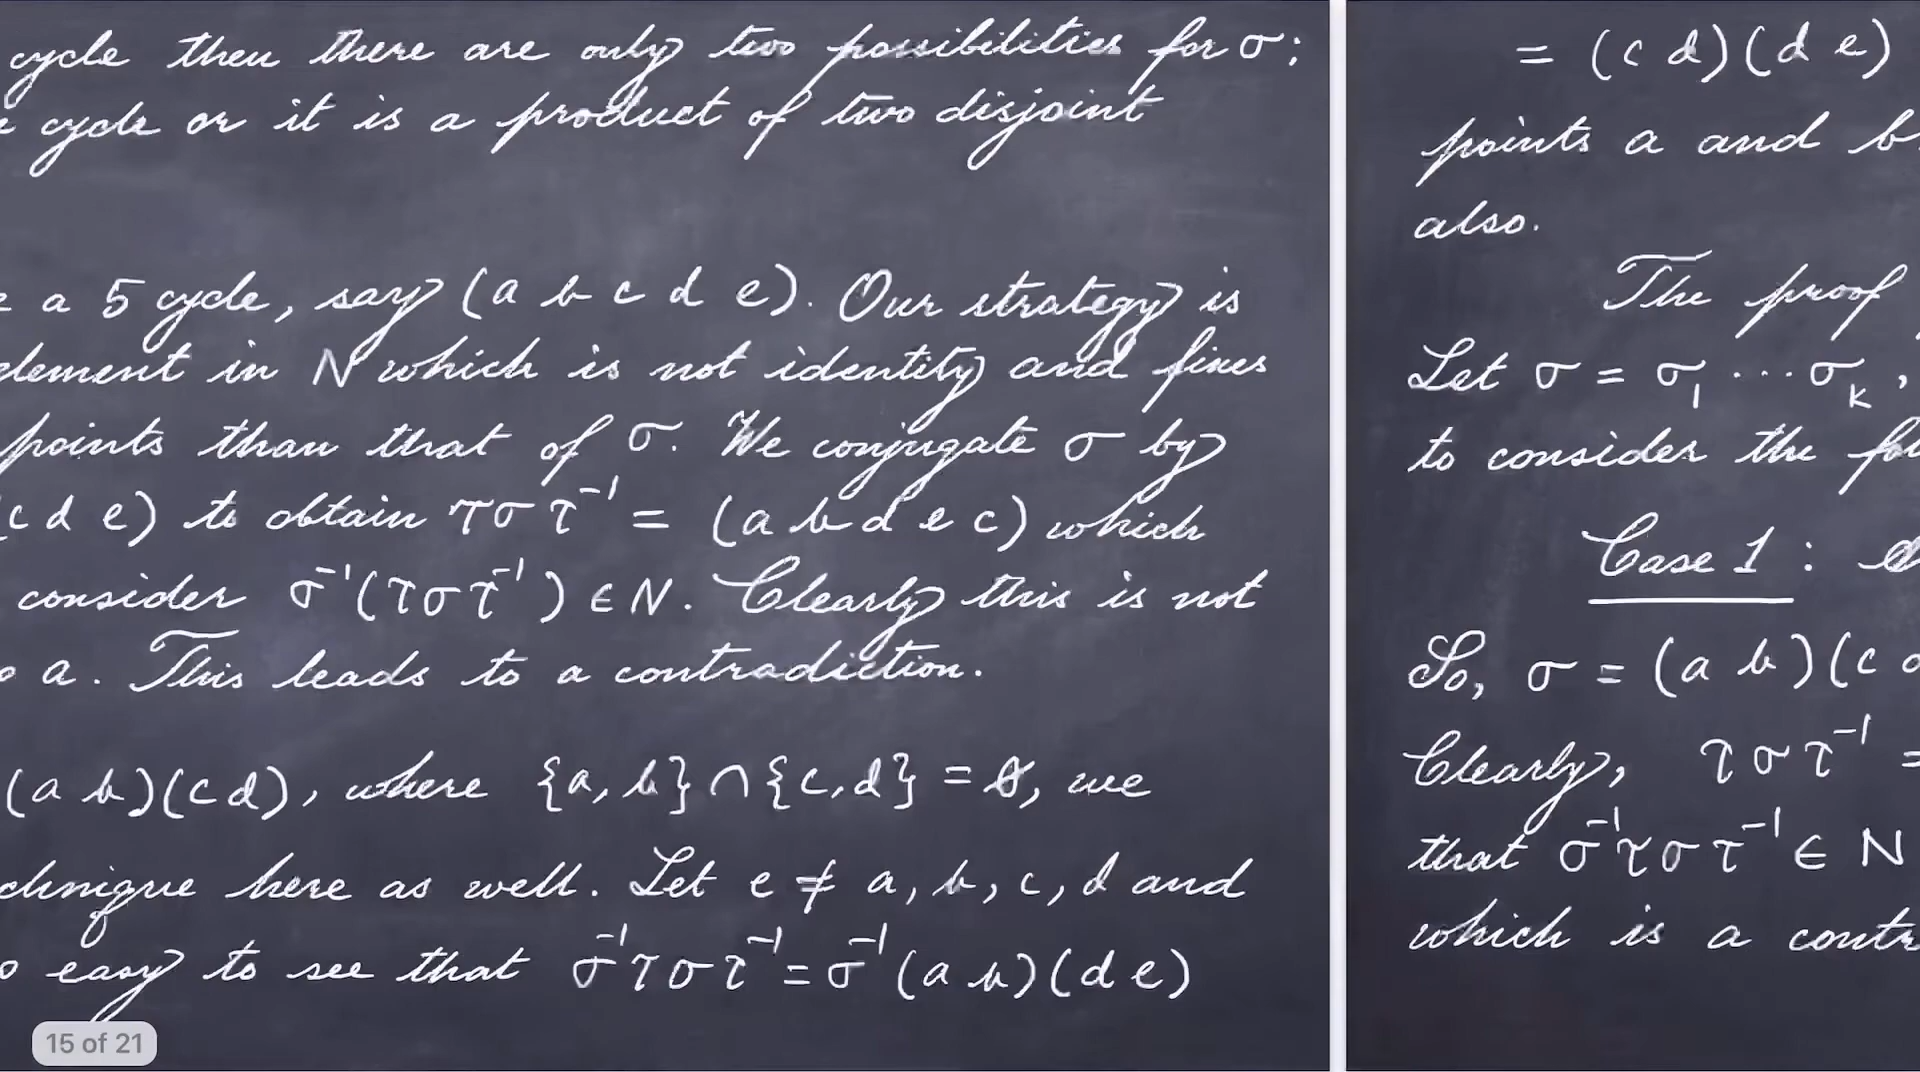 cycle then there are only two possibilities for σ;
cycle or it is a product of two disjoint
a 5 cycle, say (a b c d e). Our strategy is
element in N which is not identity and fixes
points than that of σ. We conjugate σ by
(c d e) to obtain τστ⁻¹ = (a b d e c) which
consider σ⁻¹(τστ⁻¹) ∈ N. Clearly this is not
a. This leads to a contradiction.
(a b)(c d), where {a, b} ∩ {c, d} = ∅, we
technique here as well. Let e ≠ a, b, c, d and
easy to see that σ⁻¹τστ⁻¹ = σ⁻¹(a b)(d e)
15 of 21
= (c d)(d e)
points a and b
also.
The proof
Let σ = σ₁ ... σₖ,
to consider the
Case 1 :
So, σ = (a b)(c
Clearly, τστ⁻¹ =
that σ⁻¹τστ⁻¹ ∈ N
which is a